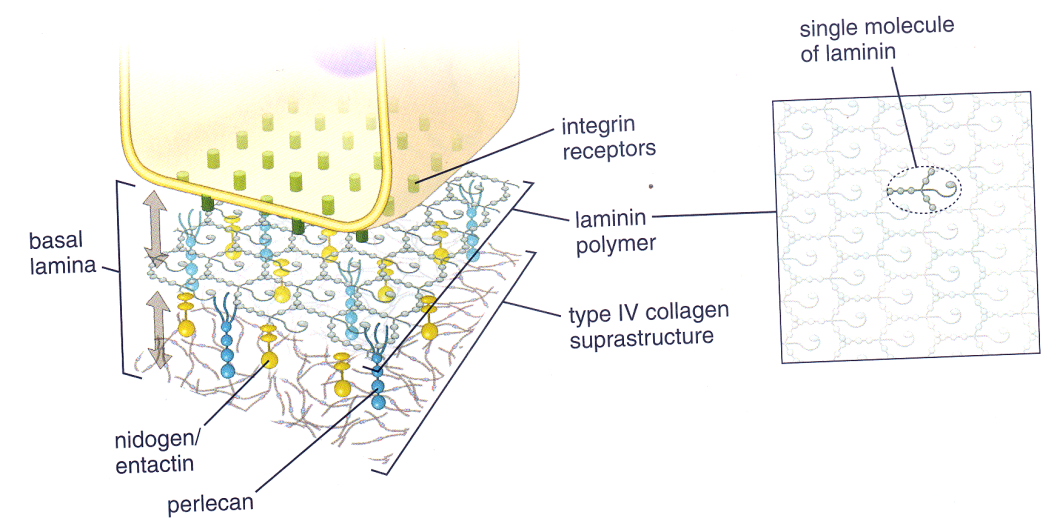 single molecule
of laminin
integrin
receptors
laminin
polymer
basal
lamina
type IV collagen
suprastructure
nidogen/
entactin
perlecan